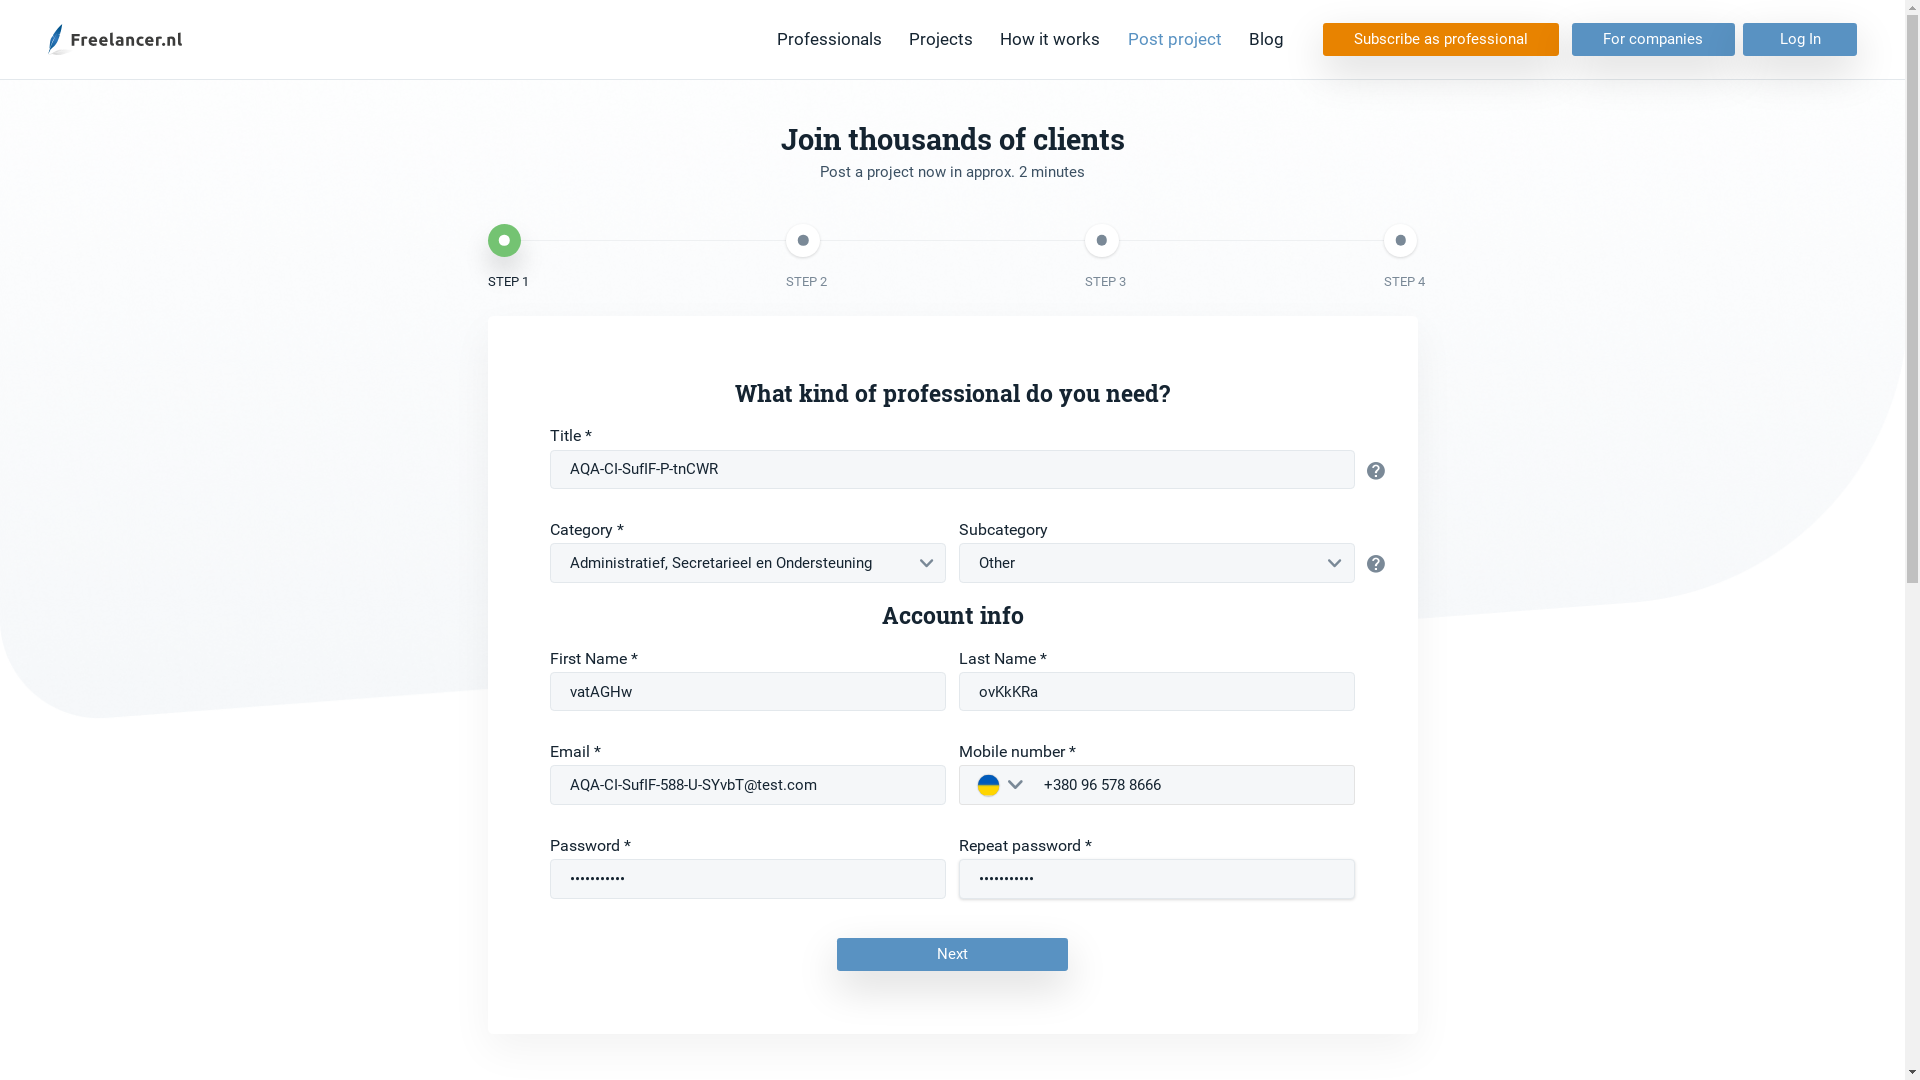 Freelancer.nl
Professionals
Projects
How it works
Post project
Blog
Subscribe as professional
For companies
Log In
Join thousands of clients
Post a project now in approx. 2 minutes
STEP 1
STEP 2
STEP 3
STEP 4
What kind of professional do you need?
Title *
AQA-CI-SufIF-P-tnCWR
Category *
Subcategory
Administratief, Secretarieel en Ondersteuning
Other
Account info
First Name *
Last Name *
vatAGHw
ovKkKRa
Email *
Mobile number *
AQA-CI-SufIF-588-U-SYvbT@test.com
+380 96 578 8666
Password *
Repeat password *
•••••••••••
•••••••••••
Next